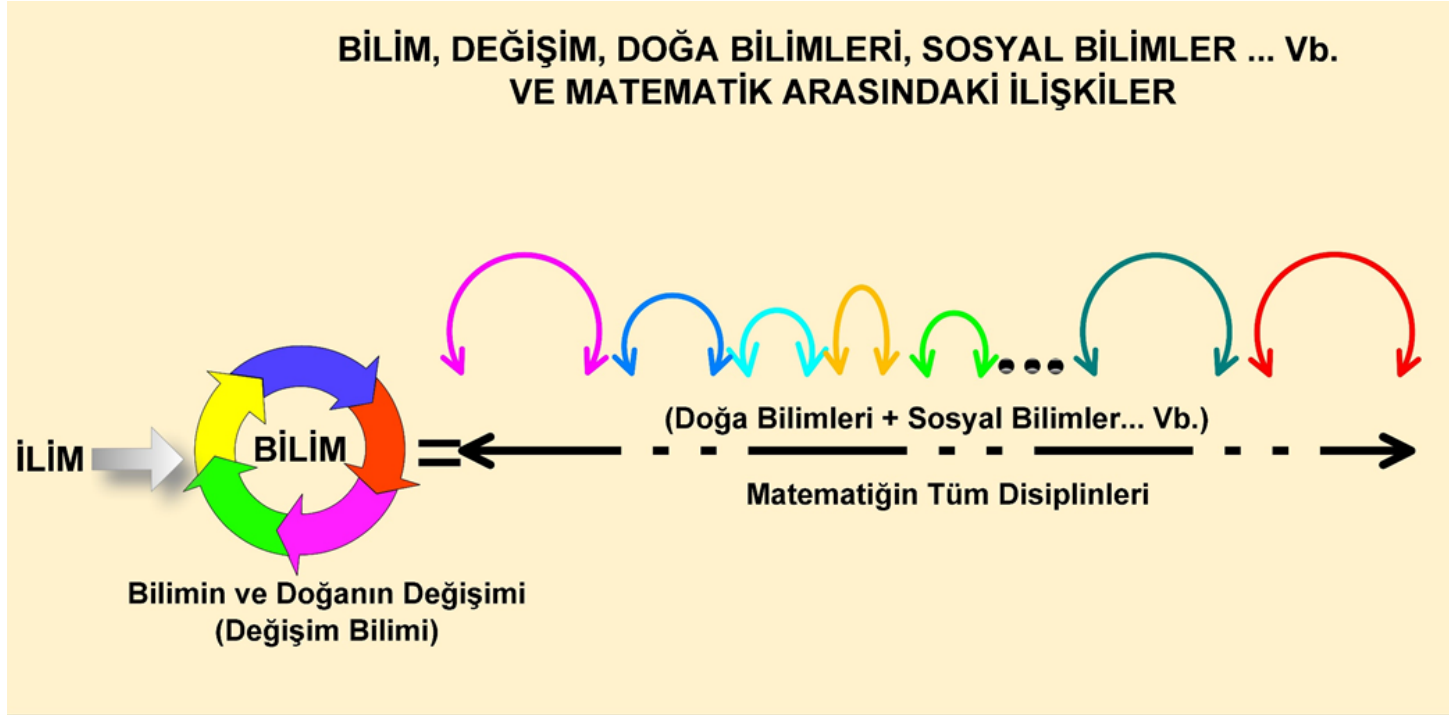 BİLİM, DEĞİŞİM, DOĞA BİLİMLERİ, SOSYAL BİLİMLER ... Vb.
VE MATEMATİK ARASINDAKİ İLİŞKİLER
(Doğa Bilimleri + Sosyal Bilimler... Vb.)
İLİM
BİLİM
=
Matematiğin Tüm Disiplinleri
Bilimin ve Doğanın Değişimi
(Değişim Bilimi)